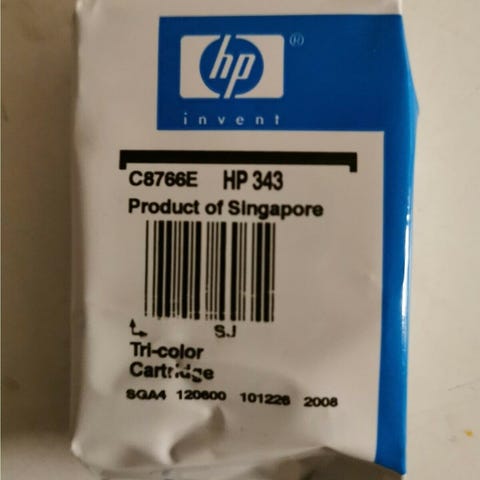 hp®
invent
C8766E HP 343
Product of Singapore
SJ
Tri-color
Cartridge
SGA4 120600 101226 2008